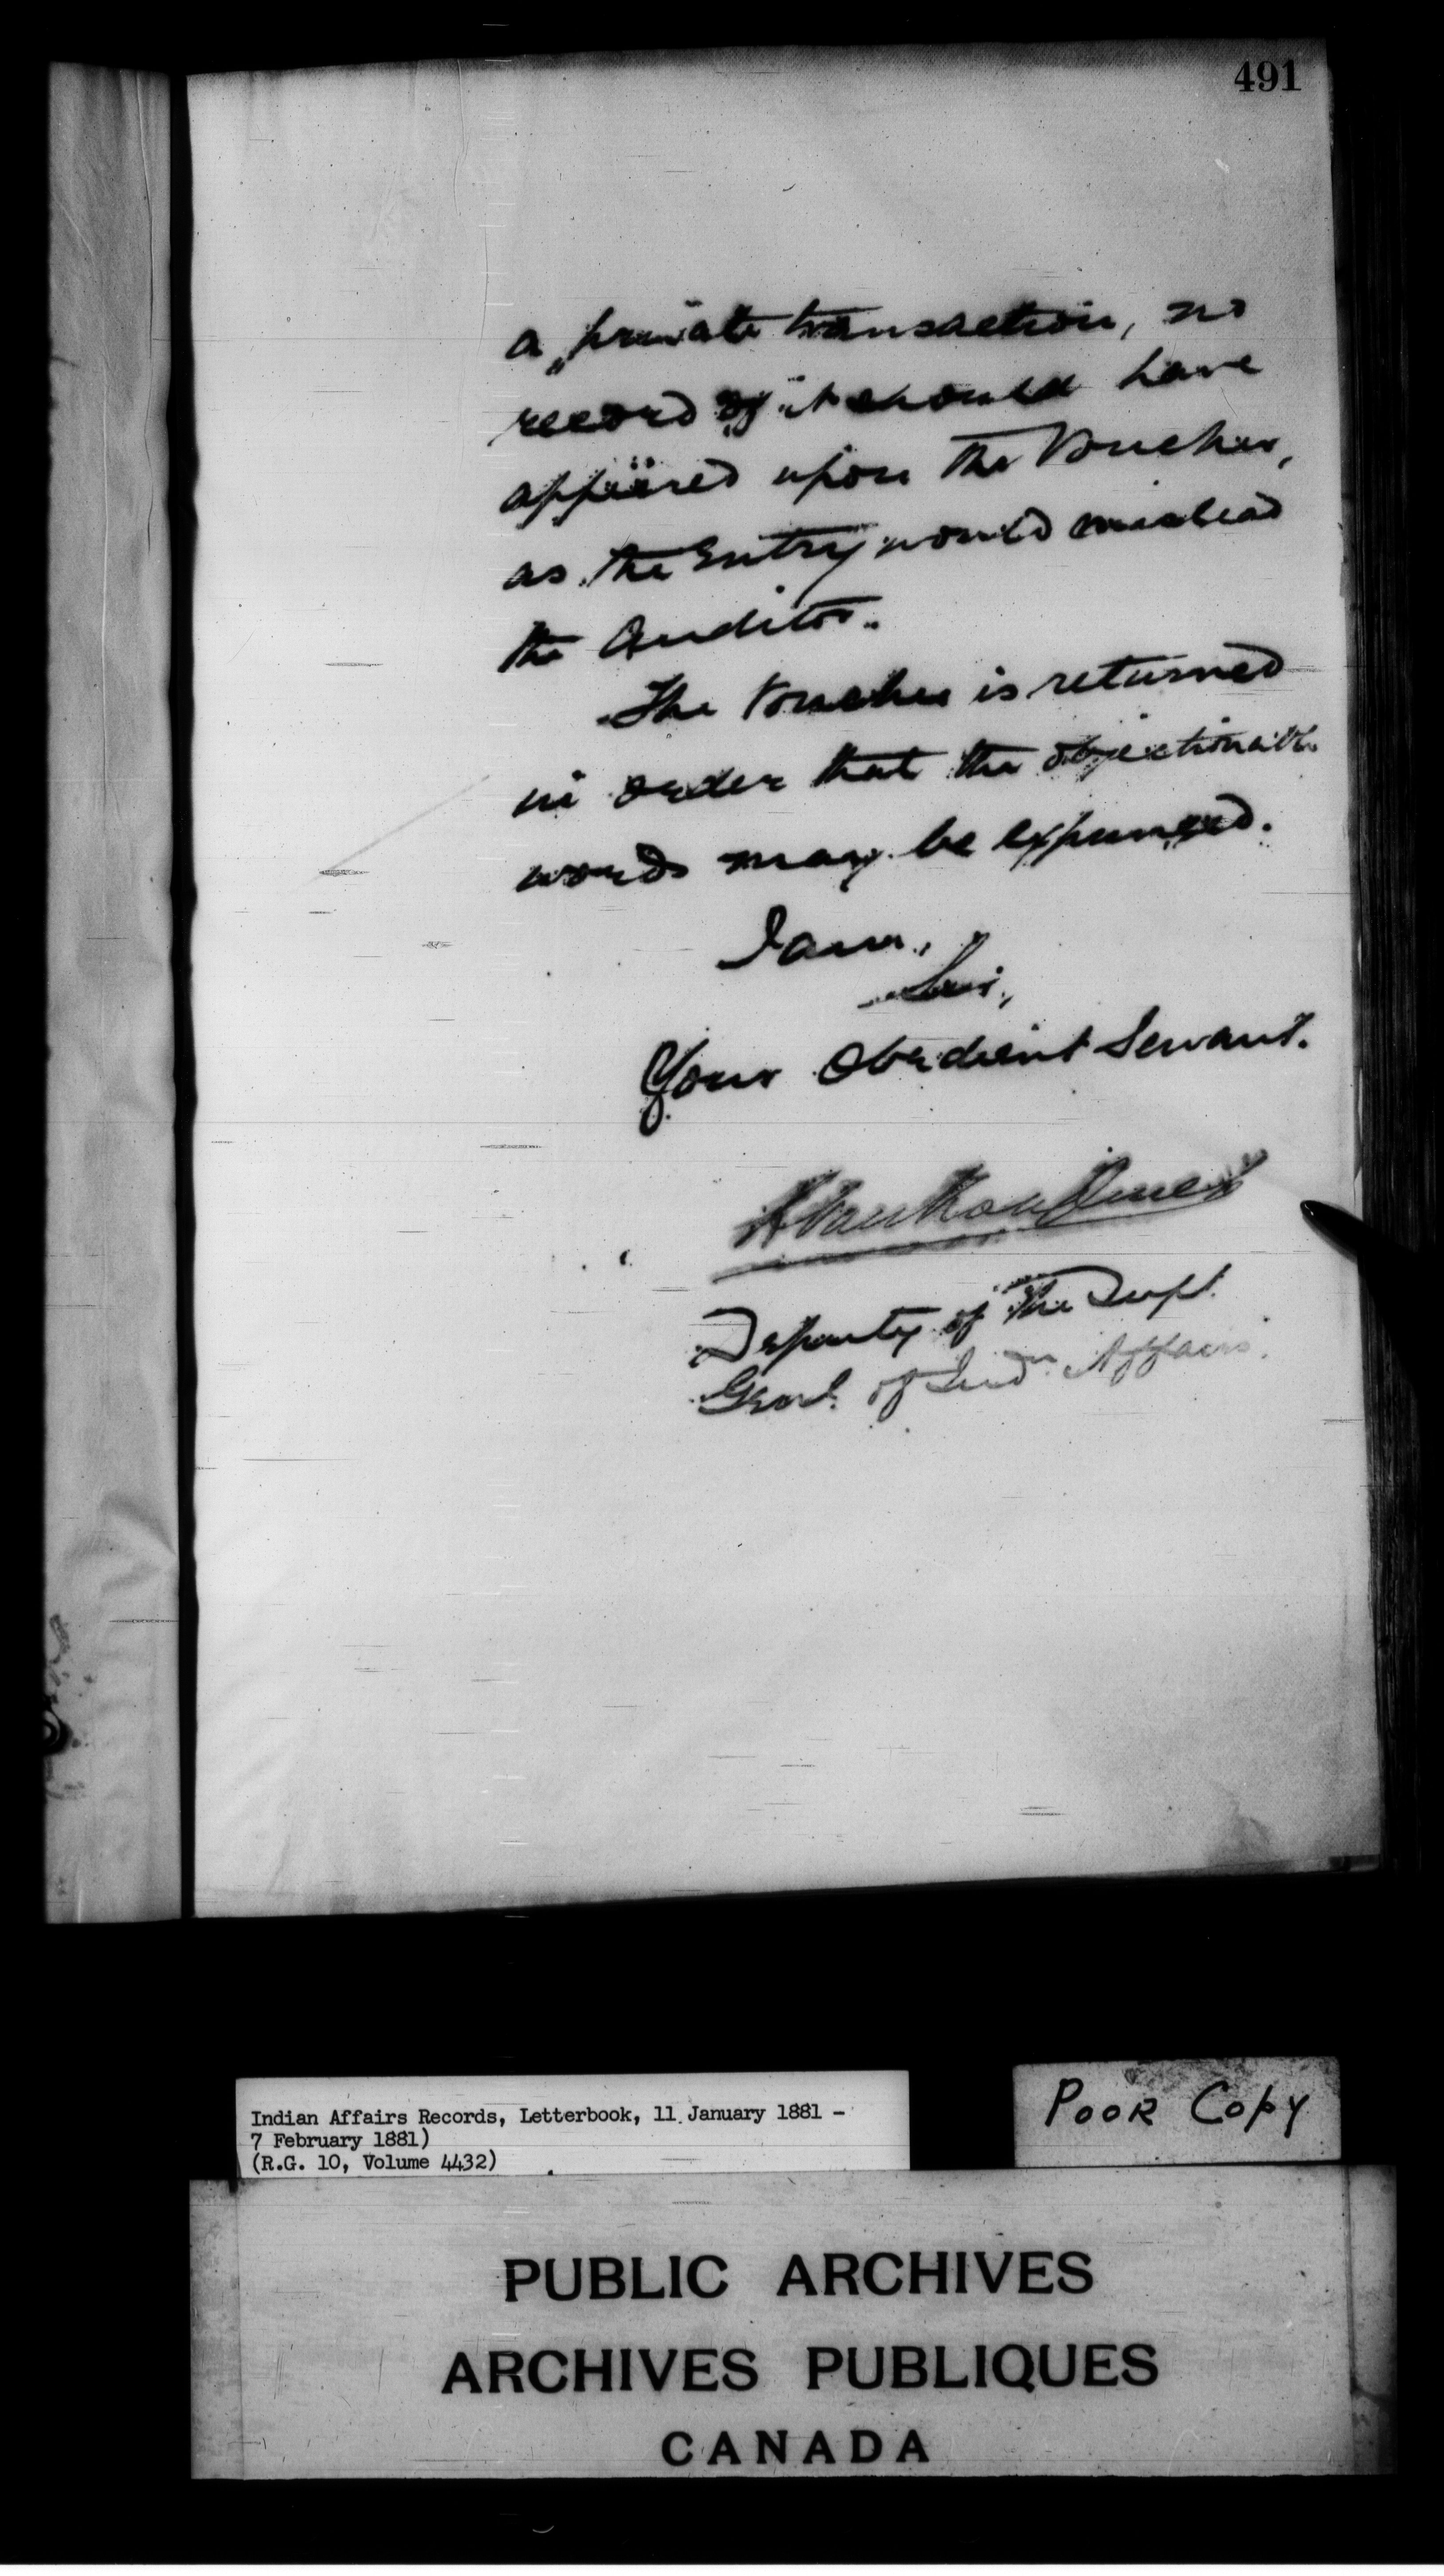 491
a private transaction, no
record of it should have
appeared upon the Voucher,
as the Entry would mislead
the Auditor.
The Voucher is returned
in order that the objectionable
words may be expunged.
I am,
Sir,
Your Obedient Servant.
L VanKoughnet
Deputy of the Supt.
Genl. of Indn. Affairs.
Indian Affairs Records, Letterbook, 11 January 1881 -
7 February 1881)
(R.G. 10, Volume 4432)
POOR COPY
PUBLIC ARCHIVES
ARCHIVES PUBLIQUES
CANADA